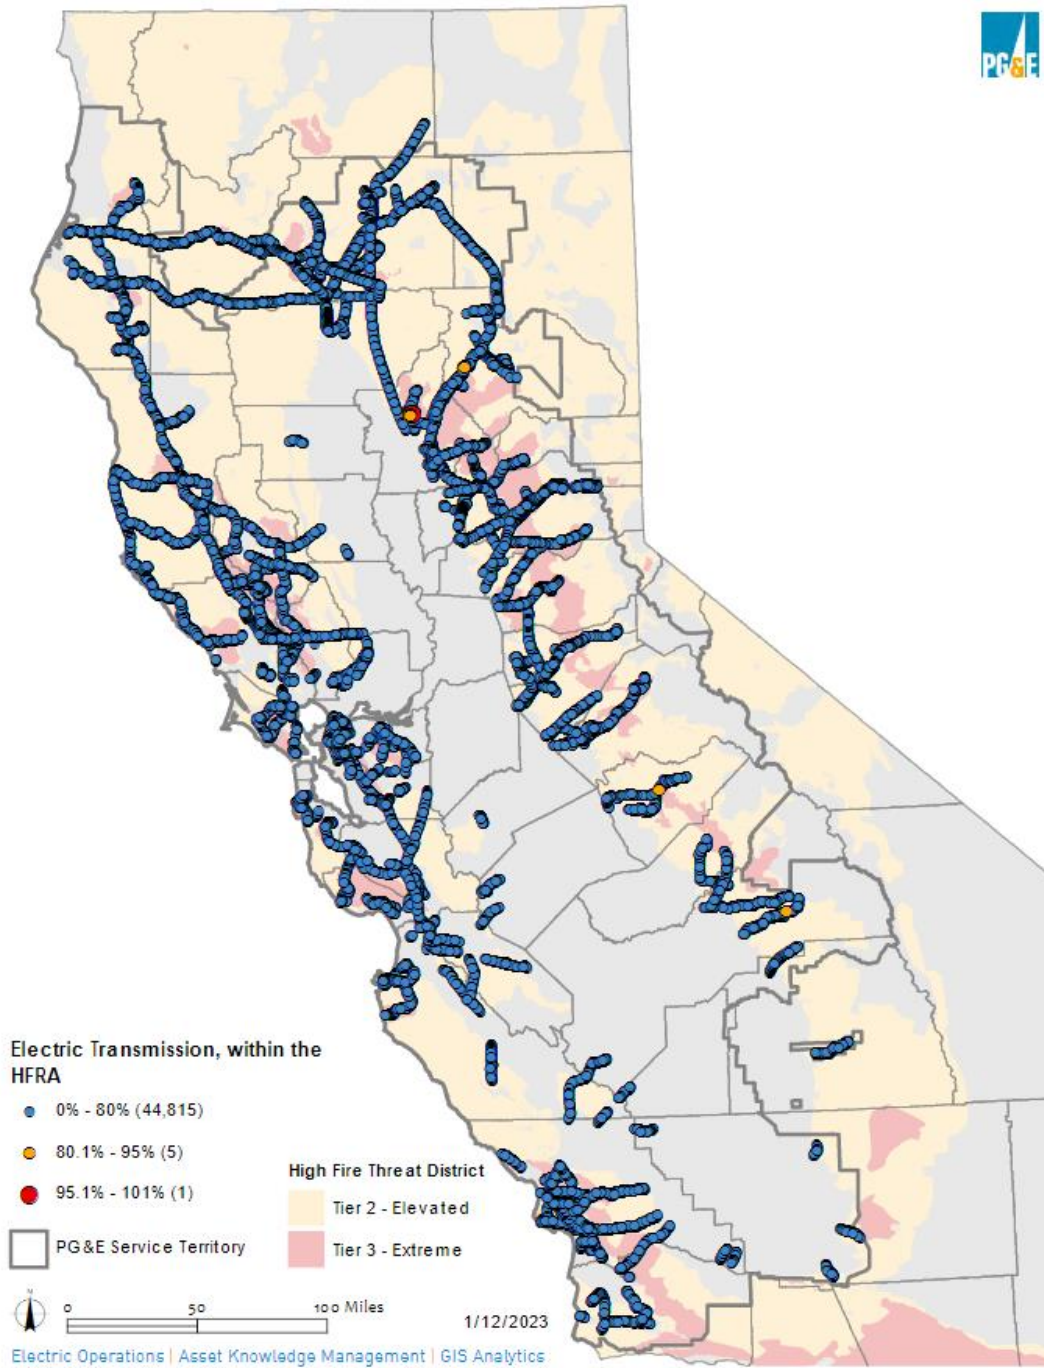 PG&E
Electric Transmission, within the
HFRA
0% - 80% (44,815)
80.1% - 95% (5)
95.1% - 101% (1)
PG&E Service Territory
High Fire Threat District
Tier 2 - Elevated
Tier 3 - Extreme
N
0 50 100 Miles
1/12/2023
Electric Operations | Asset Knowledge Management | GIS Analytics